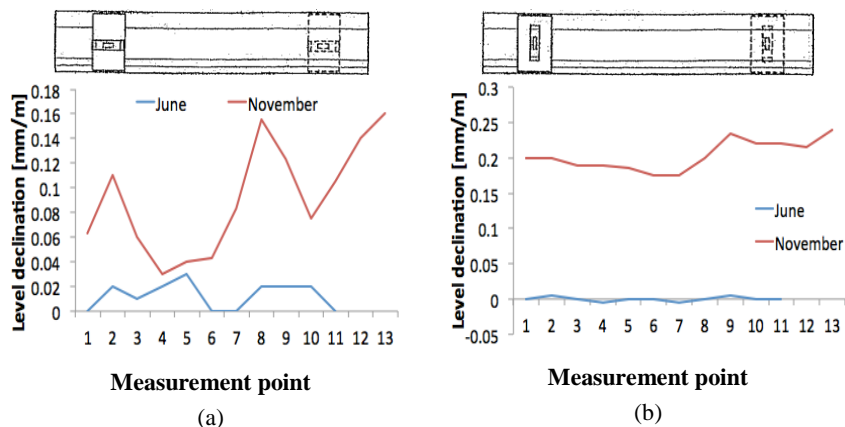 Level declination [mm/m]
0.18
0.16
0.14
0.12
0.1
0.08
0.06
0.04
0.02
0
June
November
1 2 3 4 5 6 7 8 9 10 11 12 13
Measurement point
(a)
Level declination [mm/m]
0.3
0.25
0.2
0.15
0.1
0.05
0
-0.05
June
November
1 2 3 4 5 6 7 8 9 10 11 12 13
Measurement point
(b)